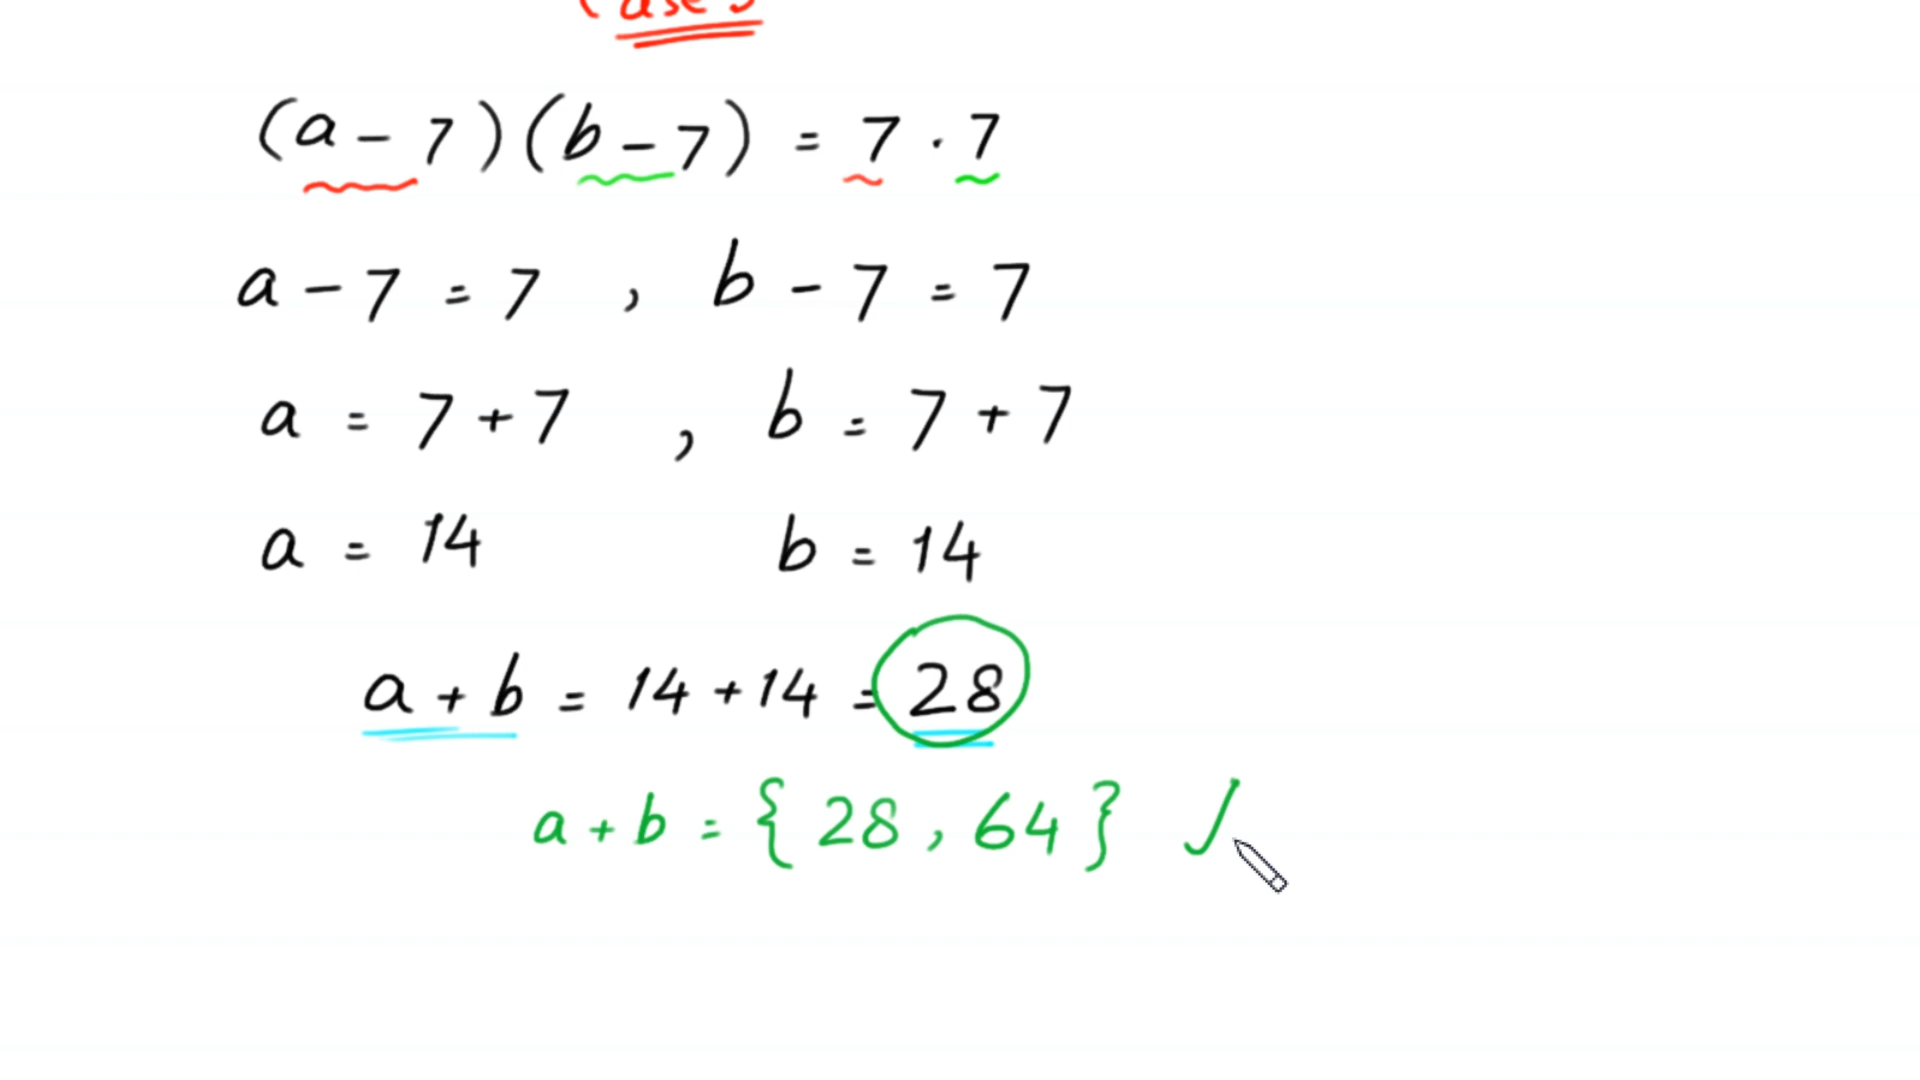 (a - 7)(b - 7) = 7 · 7
a - 7 = 7 , b - 7 = 7
a = 7 + 7 , b = 7 + 7
a = 14 b = 14
a + b = 14 + 14 = 28
a + b = { 28 , 64 }